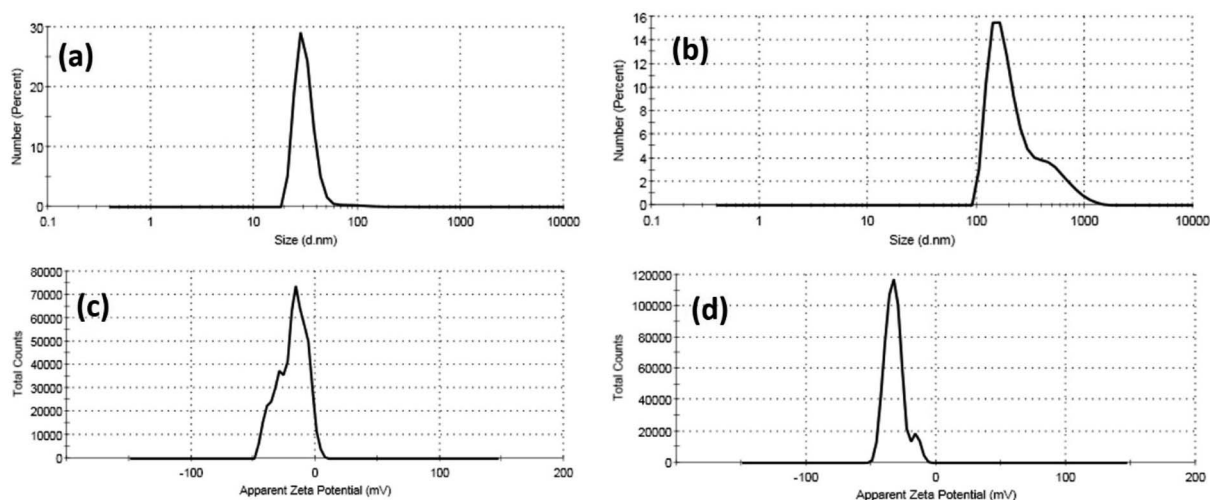 (a)
Number (Percent)
30
20
10
0
0.1 1 10 100 1000 10000
Size (d.nm)
(b)
Number (Percent)
16
14
12
10
8
6
4
2
0
0.1 1 10 100 1000 10000
Size (d.nm)
(c)
Total Counts
80000
70000
60000
50000
40000
30000
20000
10000
0
-100 0 100 200
Apparent Zeta Potential (mV)
(d)
Total Counts
120000
100000
80000
60000
40000
20000
0
-100 0 100 200
Apparent Zeta Potential (mV)